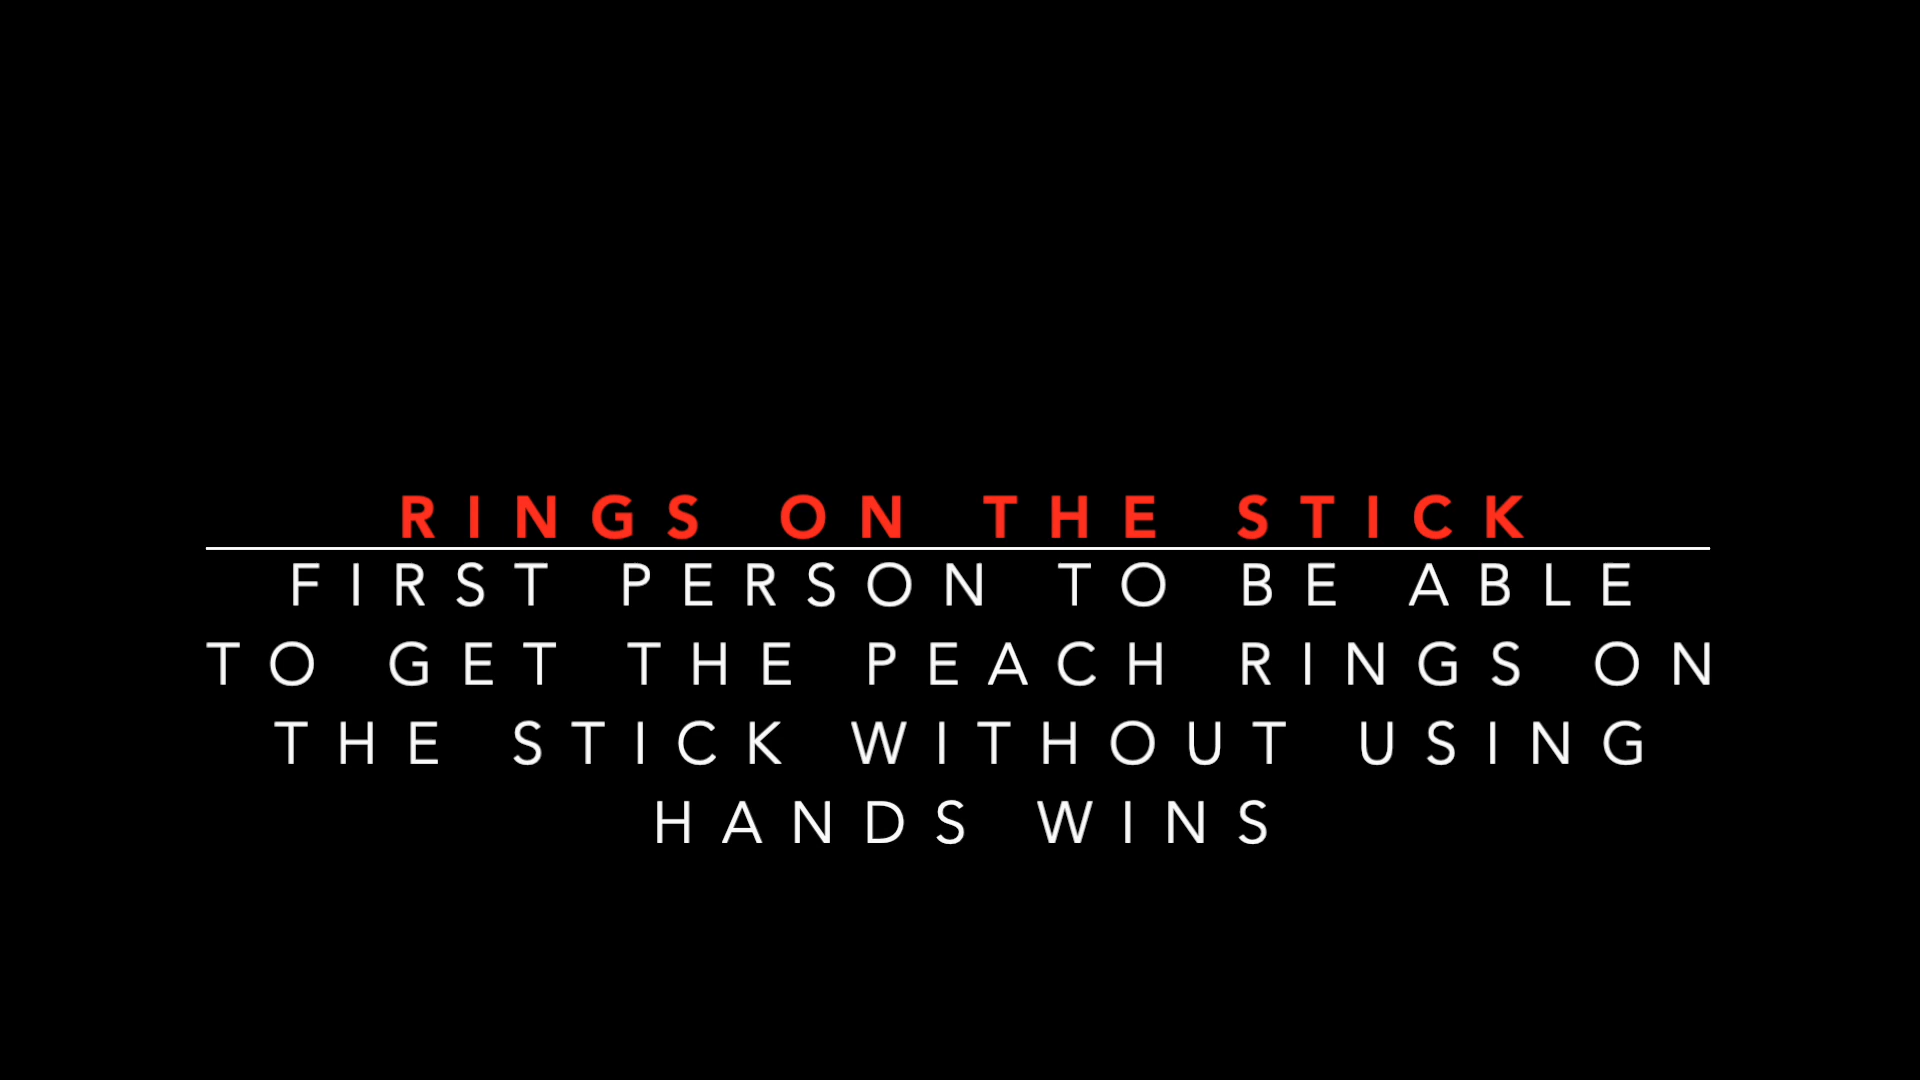 RINGS ON THE STICK
FIRST PERSON TO BE ABLE
TO GET THE PEACH RINGS ON
THE STICK WITHOUT USING
HANDS WINS